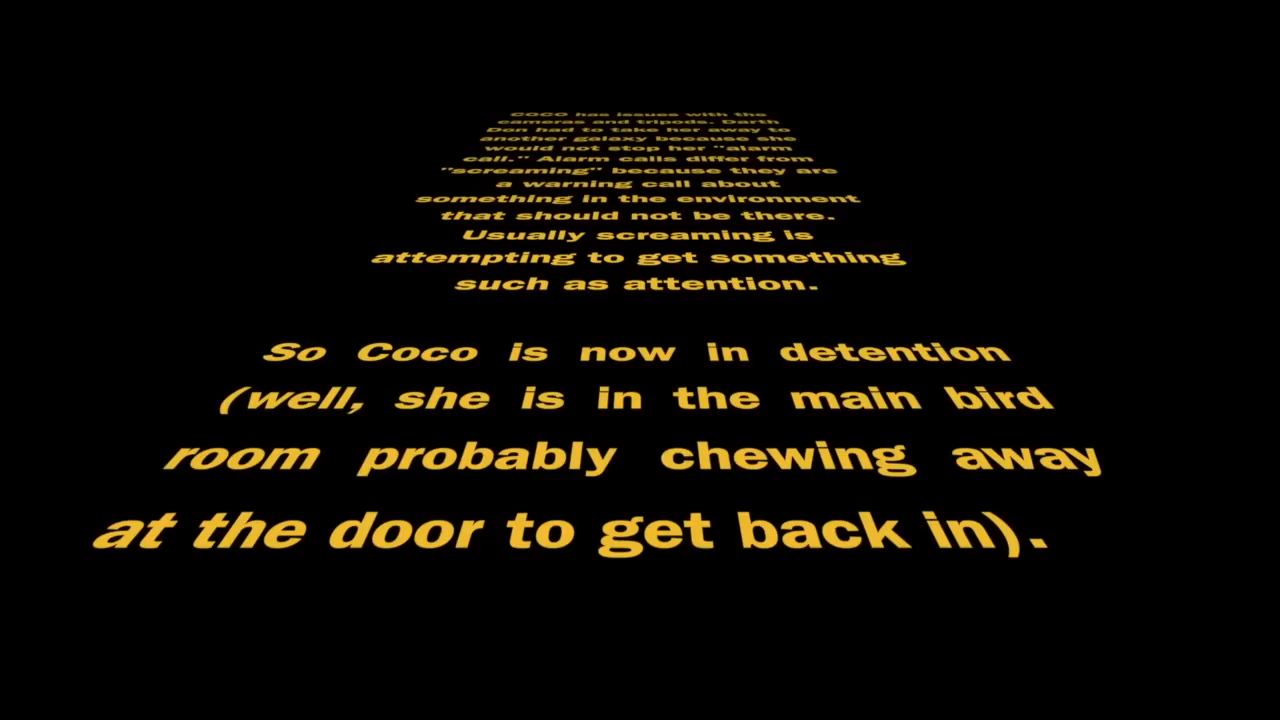 COCO has issues with the
cameras and tripods. Darth
Don had to take her away to
another galaxy because she
would not stop her "alarm
call." Alarm calls differ from
"screaming" because they are
a warning call about
something in the environment
that should not be there.
Usually screaming is
attempting to get something
such as attention.
So Coco is now in detention
(well, she is in the main bird
room probably chewing away
at the door to get back in).